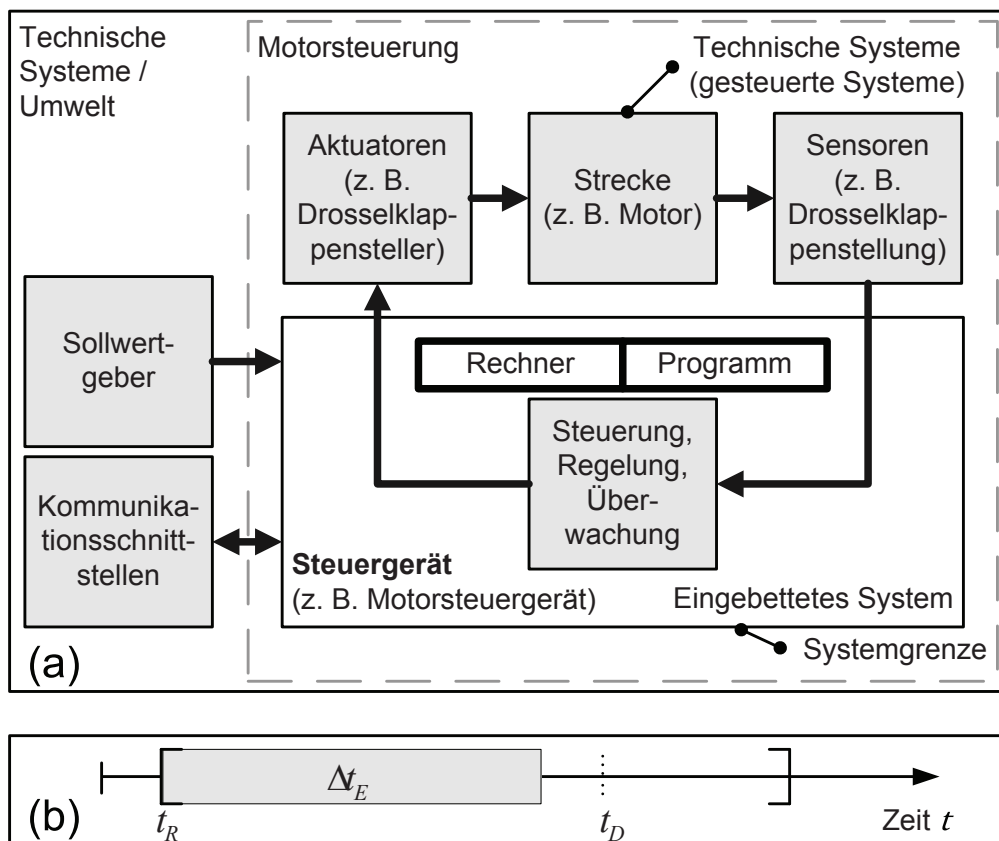 Technische
Systeme /
Umwelt
Motorsteuerung
Technische Systeme
(gesteuerte Systeme)
Aktuatoren
(z. B.
Drosselklap-
pensteller)
Strecke
(z. B. Motor)
Sensoren
(z. B.
Drosselklap-
penstellung)
Sollwert-
geber
Rechner
Programm
Steuerung,
Regelung,
Über-
wachung
Kommunika-
tionsschnitt-
stellen
Steuergerät
(z. B. Motorsteuergerät)
Eingebettetes System
Systemgrenze
(a)
Δt_E
(b)
t_R
t_D
Zeit t